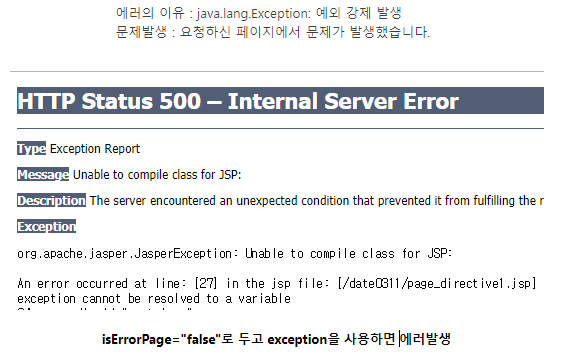 에러의 이유 : java.lang.Exception: 예외 강제 발생
문제발생 : 요청하신 페이지에서 문제가 발생했습니다.
HTTP Status 500 – Internal Server Error
Type Exception Report
Message Unable to compile class for JSP:
Description The server encountered an unexpected condition that prevented it from fulfilling the r
Exception
org.apache.jasper.JasperException: Unable to compile class for JSP:
An error occurred at line: [27] in the jsp file: [/date0311/page_directive1.jsp]
exception cannot be resolved to a variable
isErrorPage="false"로 두고 exception을 사용하면 에러발생